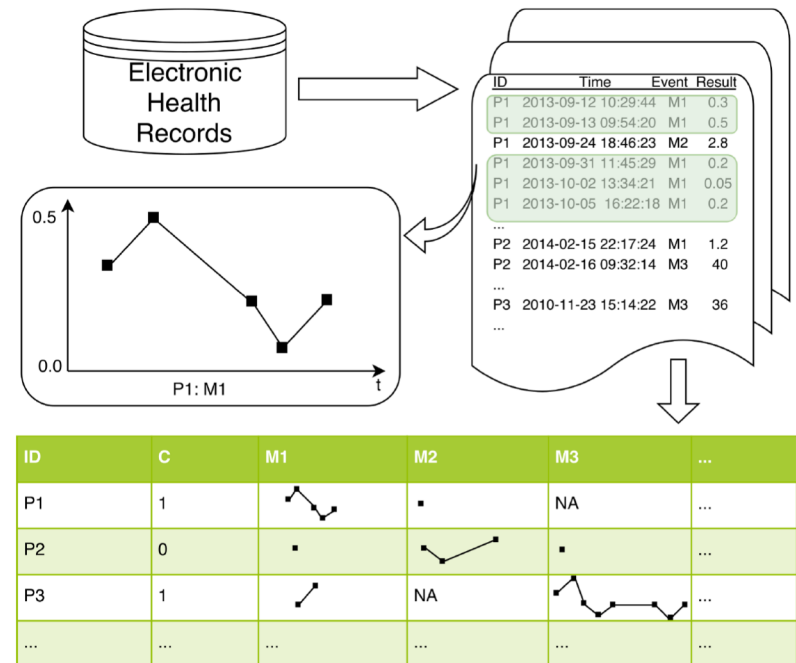 Electronic
Health
Records
ID Time Event Result
P1 2013-09-12 10:29:44 M1 0.3
P1 2013-09-13 09:54:20 M1 0.5
P1 2013-09-24 18:46:23 M2 2.8
P1 2013-09-31 11:45:29 M1 0.2
P1 2013-10-02 13:34:21 M1 0.05
P1 2013-10-05 16:22:18 M1 0.2
...
P2 2014-02-15 22:17:24 M1 1.2
P2 2014-02-16 09:32:14 M3 40
...
P3 2010-11-23 15:14:22 M3 36
...
0.5
0.0
P1: M1
t
ID C M1 M2 M3 ...
P1 1 NA ...
P2 0 ...
P3 1 NA ...
... ... ... ... ... ...